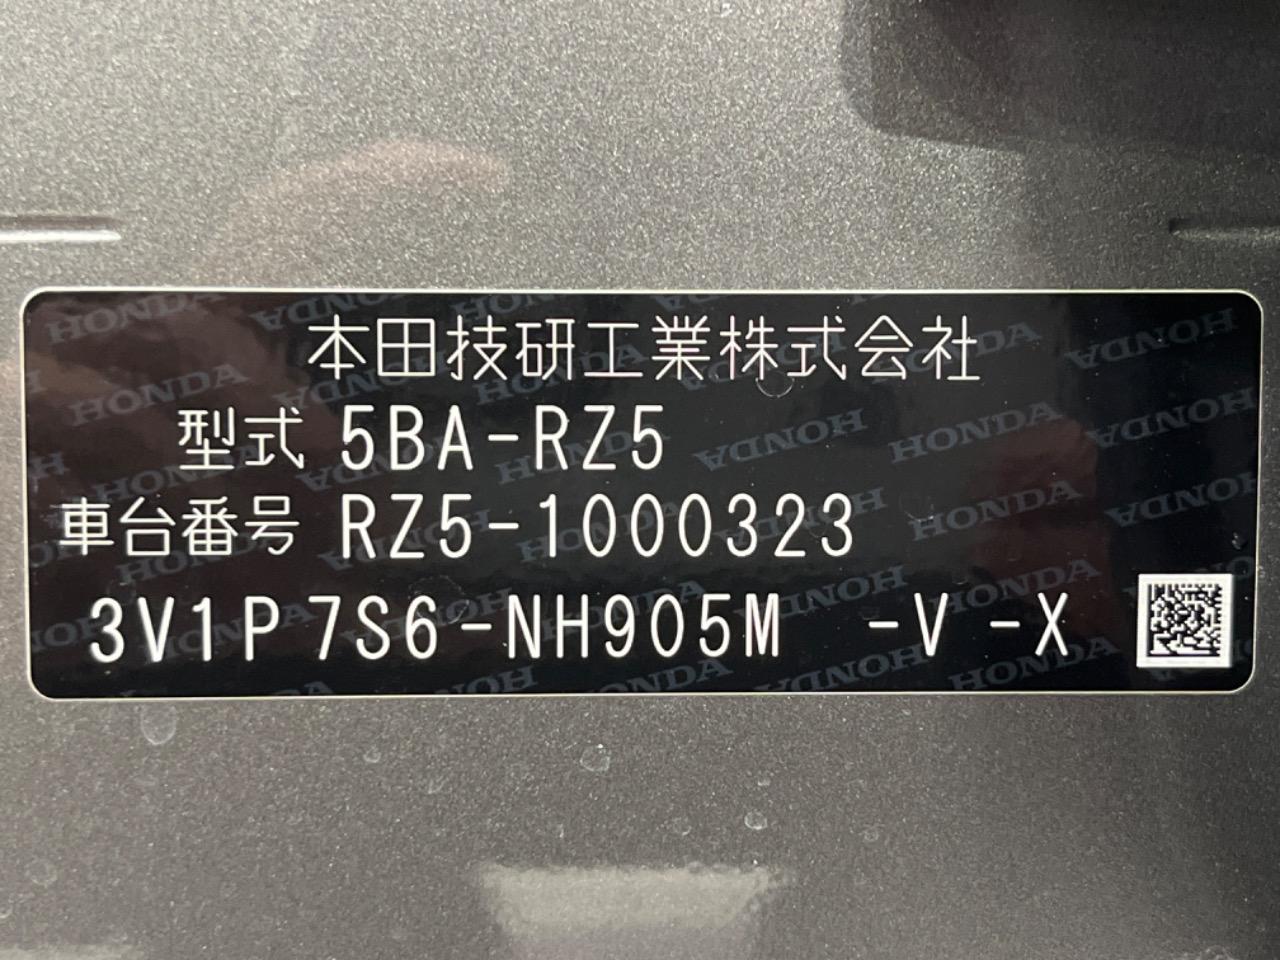 本田技研工業株式会社
型式 5BA-RZ5
車台番号 RZ5-1000323
3V1P7S6-NH905M -V -X